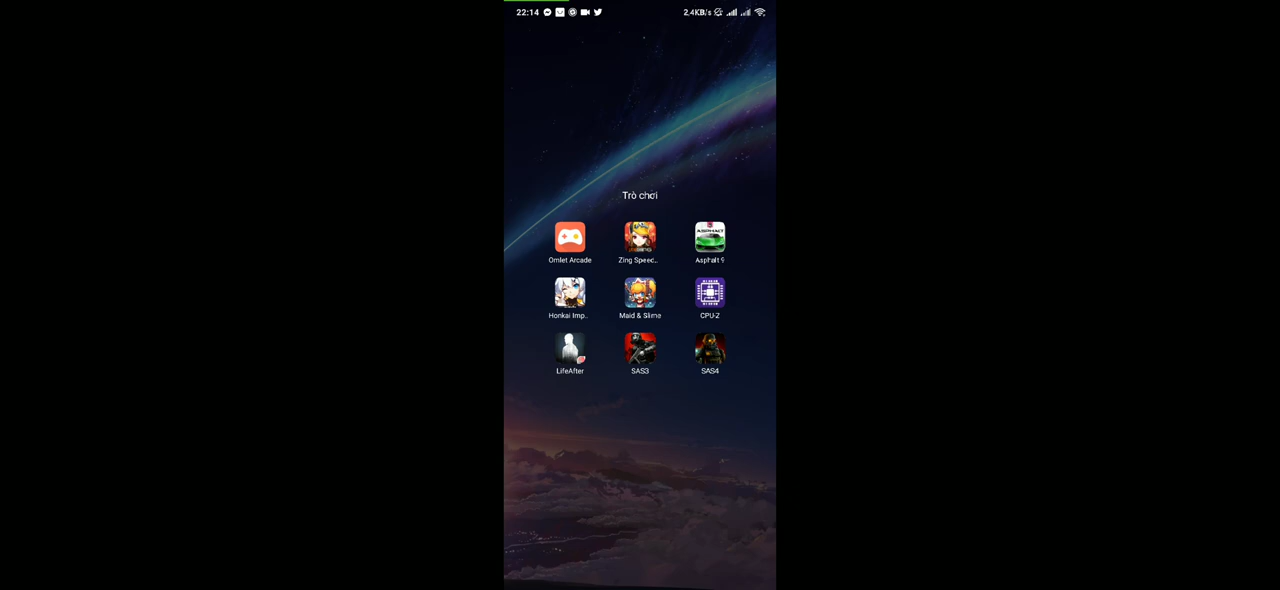 22:14
2,4KB/s
Trò chơi
Omlet Arcade
Zing Speec..
Asphalt 9
Honkai Imp..
Maid & Slime
CPU-Z
LifeAfter
SAS3
SAS4